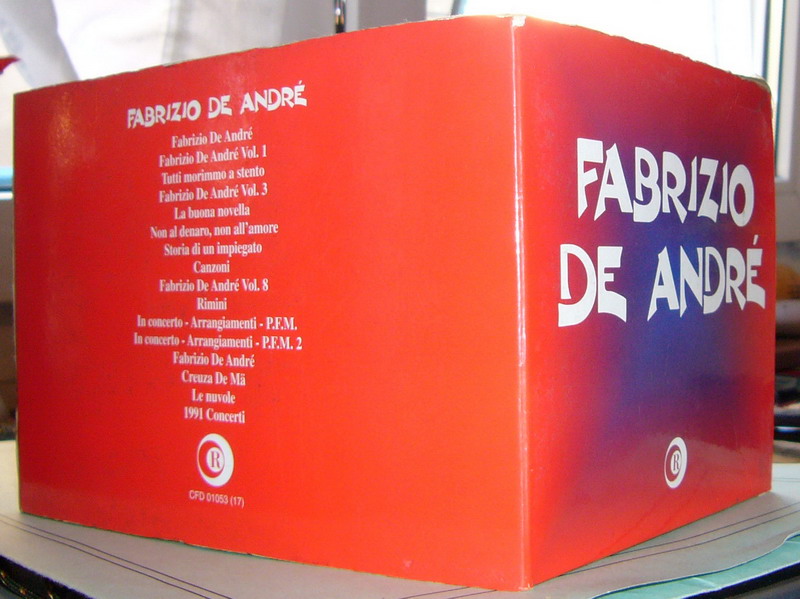 FABRIZIO DE ANDRÉ
Fabrizio De André
Fabrizio De André Vol. 1
Tutti morimmo a stento
Fabrizio De André Vol. 3
La buona novella
Non al denaro, non all'amore
Storia di un impiegato
Canzoni
Fabrizio De André Vol. 8
Rimini
In concerto - Arrangiamenti - P.F.M.
In concerto - Arrangiamenti - P.F.M. 2
Fabrizio De André
Creuza De Mä
Le nuvole
1991 Concerti
R
CFD 01053 (17)
FABRIZIO
DE ANDRÉ
R